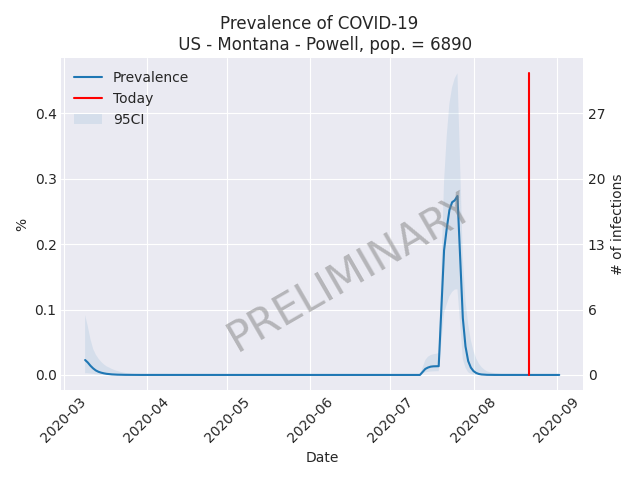 Prevalence of COVID-19
US - Montana - Powell, pop. = 6890
Prevalence
Today
95CI
PRELIMINARY
%
0.4
0.3
0.2
0.1
0.0
27
20
13
6
0
# of infections
2020-03
2020-04
2020-05
2020-06
2020-07
2020-08
2020-09
Date